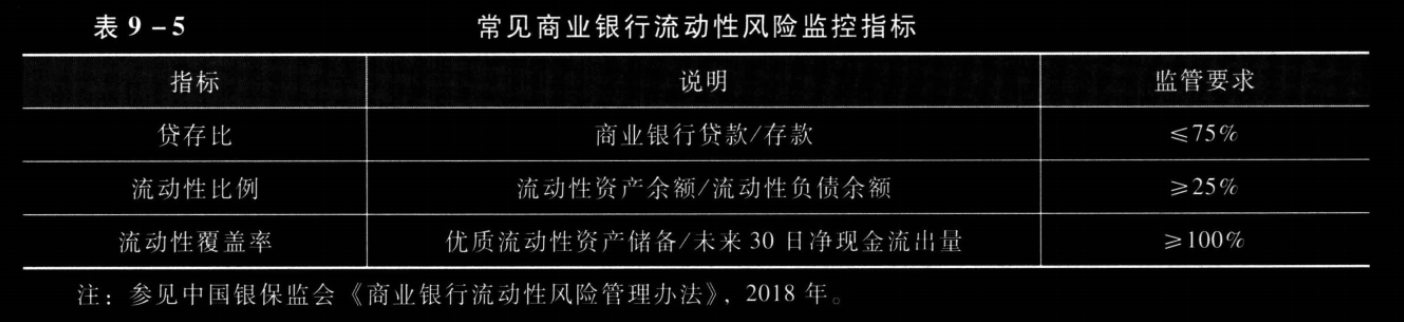 表 9-5 常见商业银行流动性风险监控指标
指标 说明 监管要求
贷存比 商业银行贷款/存款 ≤75%
流动性比例 流动性资产余额/流动性负债余额 ≥25%
流动性覆盖率 优质流动性资产储备/未来 30 日净现金流出量 ≥100%
注：参见中国银保监会《商业银行流动性风险管理办法》，2018 年。